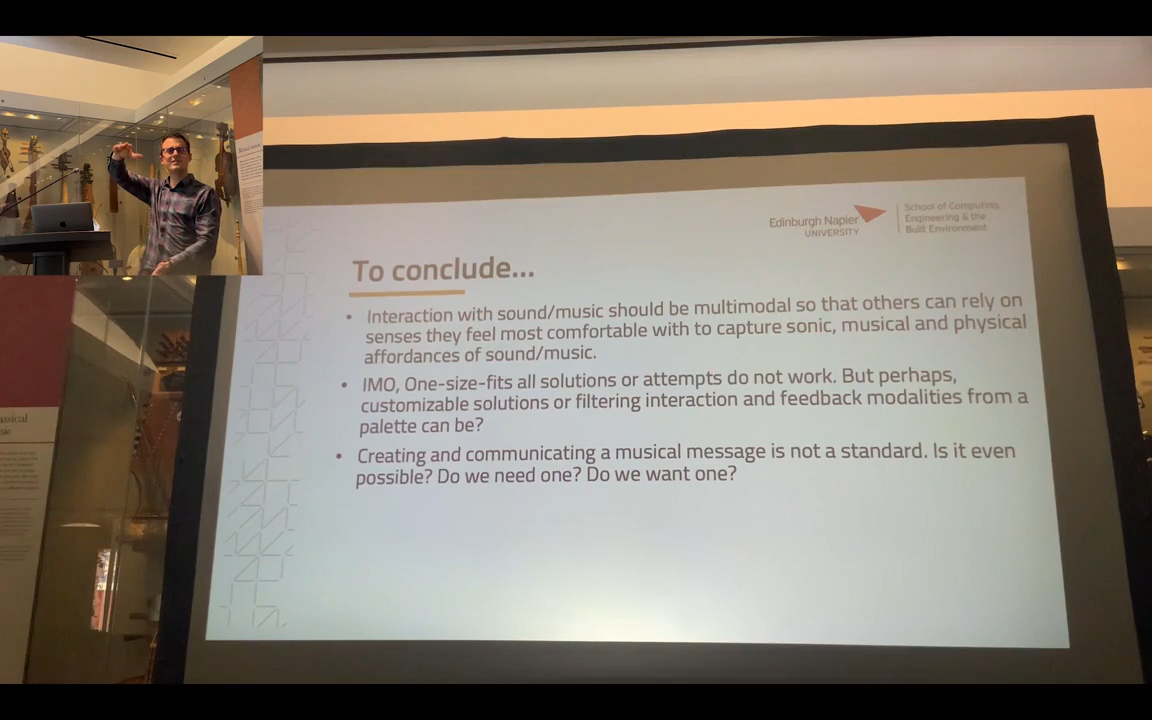 Edinburgh Napier
UNIVERSITY
School of Computing,
Engineering & the
Built Environment
To conclude...
• Interaction with sound/music should be multimodal so that others can rely on
senses they feel most comfortable with to capture sonic, musical and physical
affordances of sound/music.
• IMO, One-size-fits all solutions or attempts do not work. But perhaps,
customizable solutions or filtering interaction and feedback modalities from a
palette can be?
• Creating and communicating a musical message is not a standard. Is it even
possible? Do we need one? Do we want one?